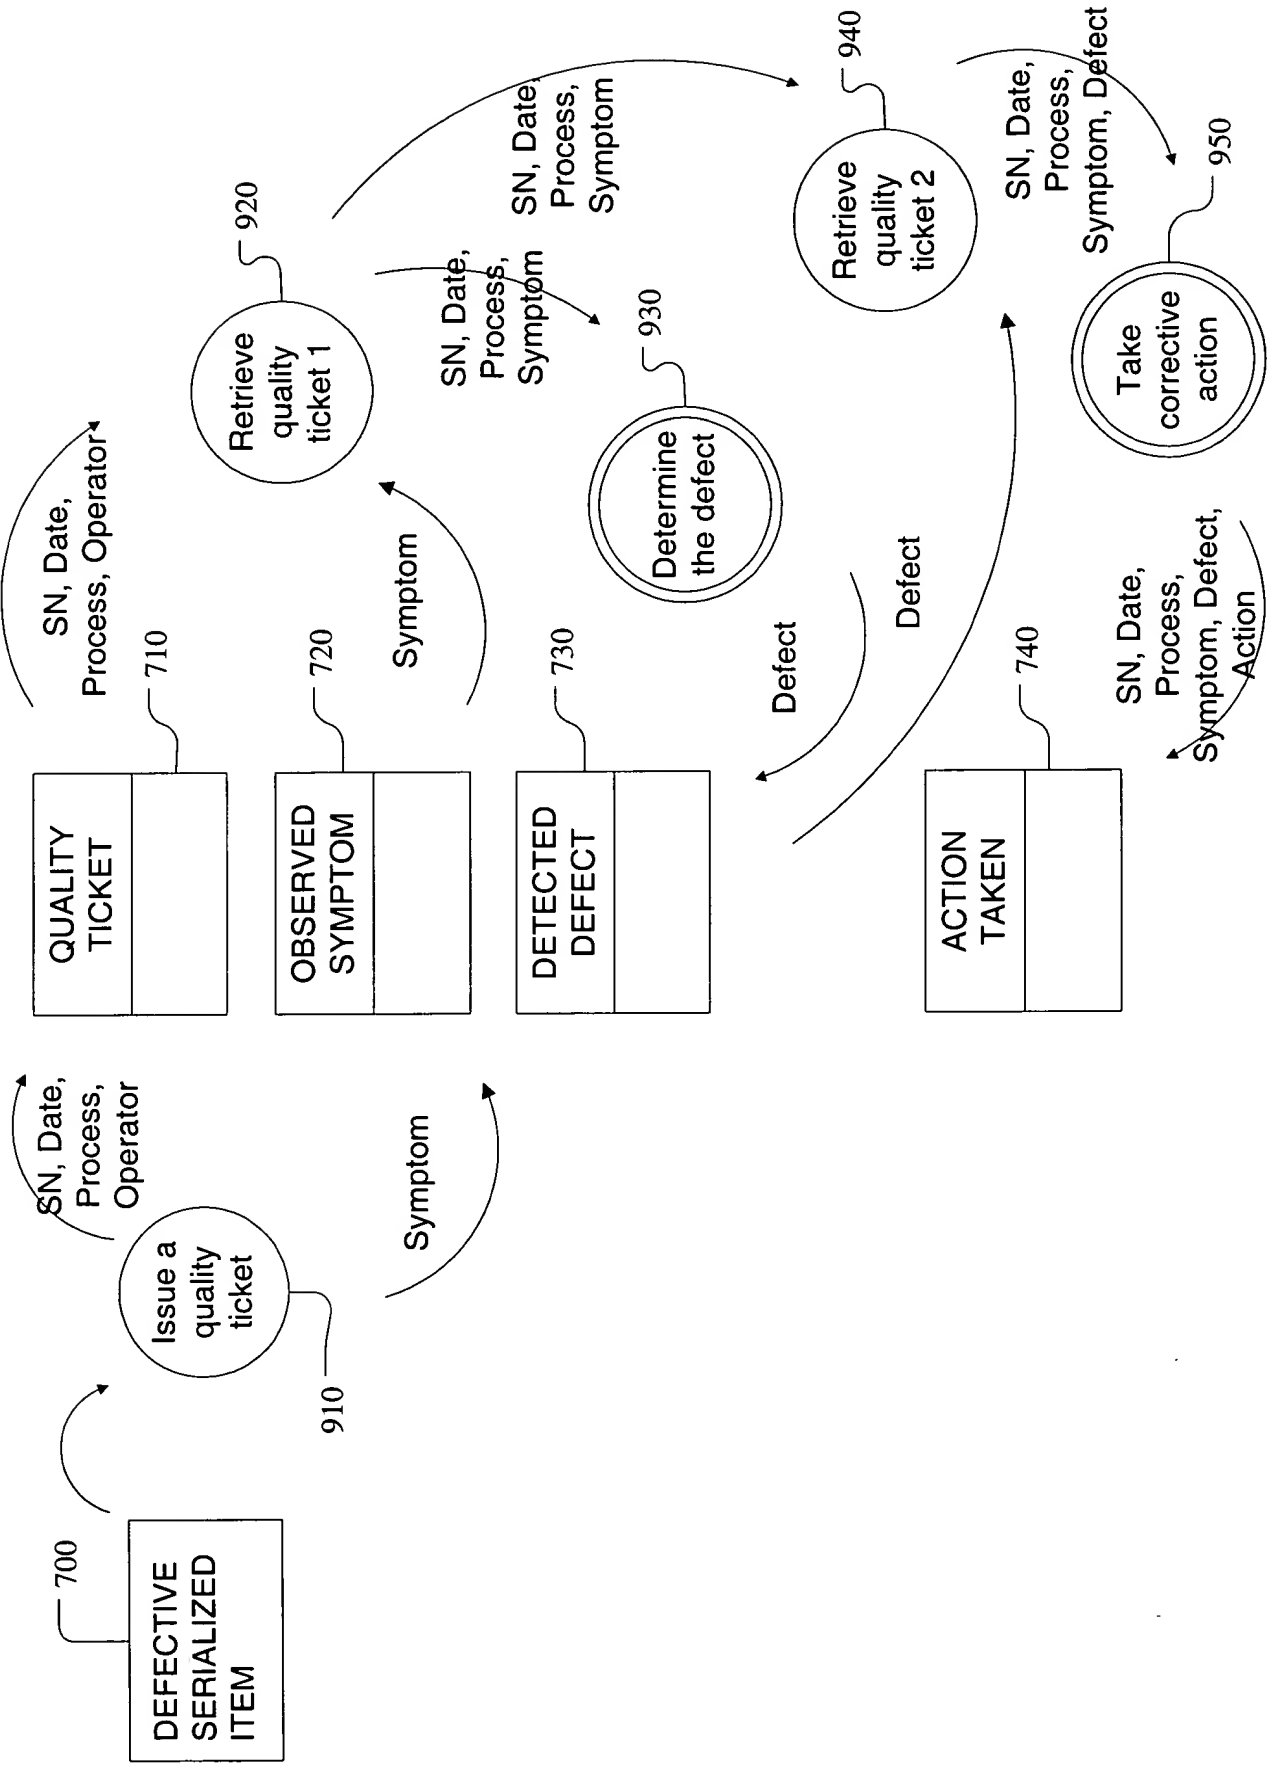 700
DEFECTIVE
SERIALIZED
ITEM
Issue a
quality
ticket
910
SN, Date,
Process,
Operator
Symptom
QUALITY
TICKET
710
OBSERVED
SYMPTOM
720
DETECTED
DEFECT
730
ACTION
TAKEN
740
SN, Date,
Process, Operator
Symptom
Retrieve
quality
ticket 1
920
SN, Date,
Process,
Symptom
SN, Date,
Process,
Symptom
Determine
the defect
930
Defect
Defect
Retrieve
quality
ticket 2
940
SN, Date,
Process,
Symptom, Defect
Take
corrective
action
950
SN, Date,
Process,
Symptom, Defect,
Action